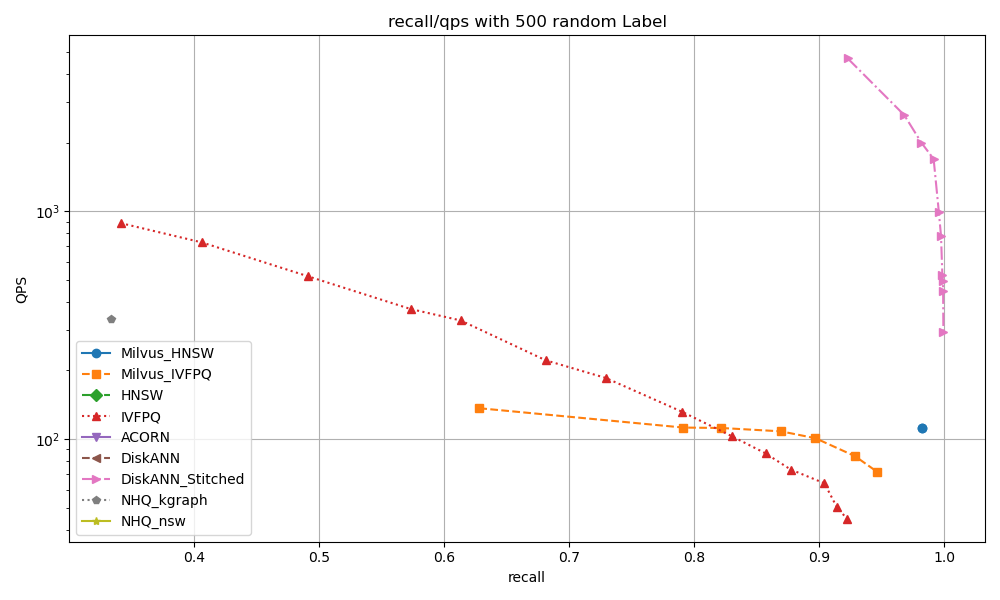 recall/qps with 500 random Label
QPS
10³
10²
Milvus_HNSW
Milvus_IVFPQ
HNSW
IVFPQ
ACORN
DiskANN
DiskANN_Stitched
NHQ_kgraph
NHQ_nsw
0.4 0.5 0.6 0.7 0.8 0.9 1.0
recall